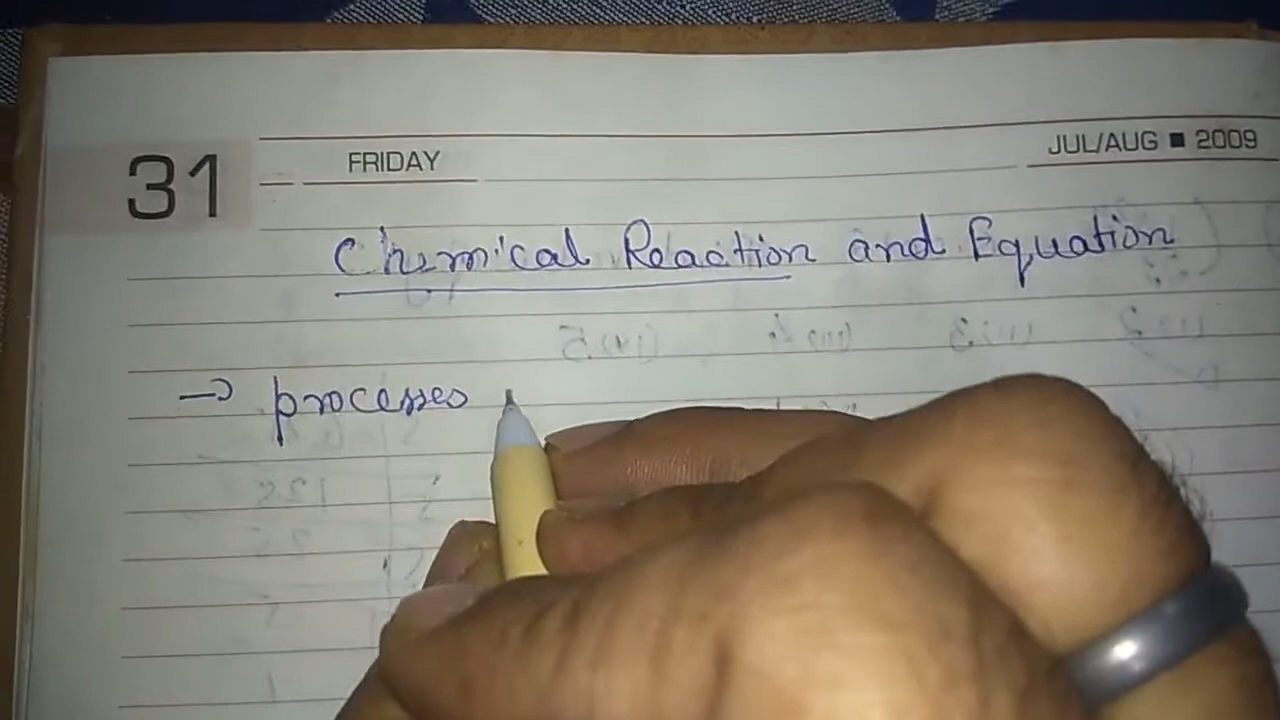 31 FRIDAY JUL/AUG ■ 2009
Chemical Reaction and Equation
→ processes